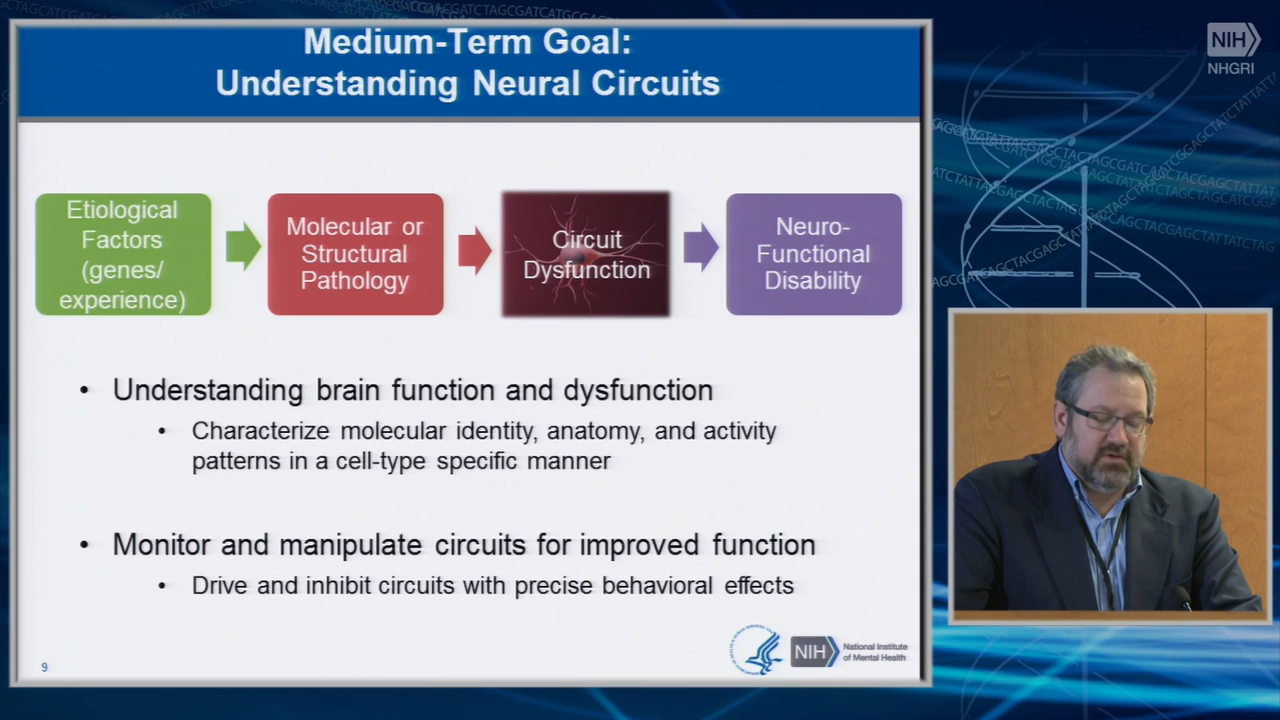 Medium-Term Goal:
Understanding Neural Circuits
NIH
NHGRI
Etiological
Factors
(genes/
experience)
Molecular or
Structural
Pathology
Circuit
Dysfunction
Neuro-
Functional
Disability
• Understanding brain function and dysfunction
• Characterize molecular identity, anatomy, and activity
patterns in a cell-type specific manner
• Monitor and manipulate circuits for improved function
• Drive and inhibit circuits with precise behavioral effects
9
NIH
National Institute
of Mental Health